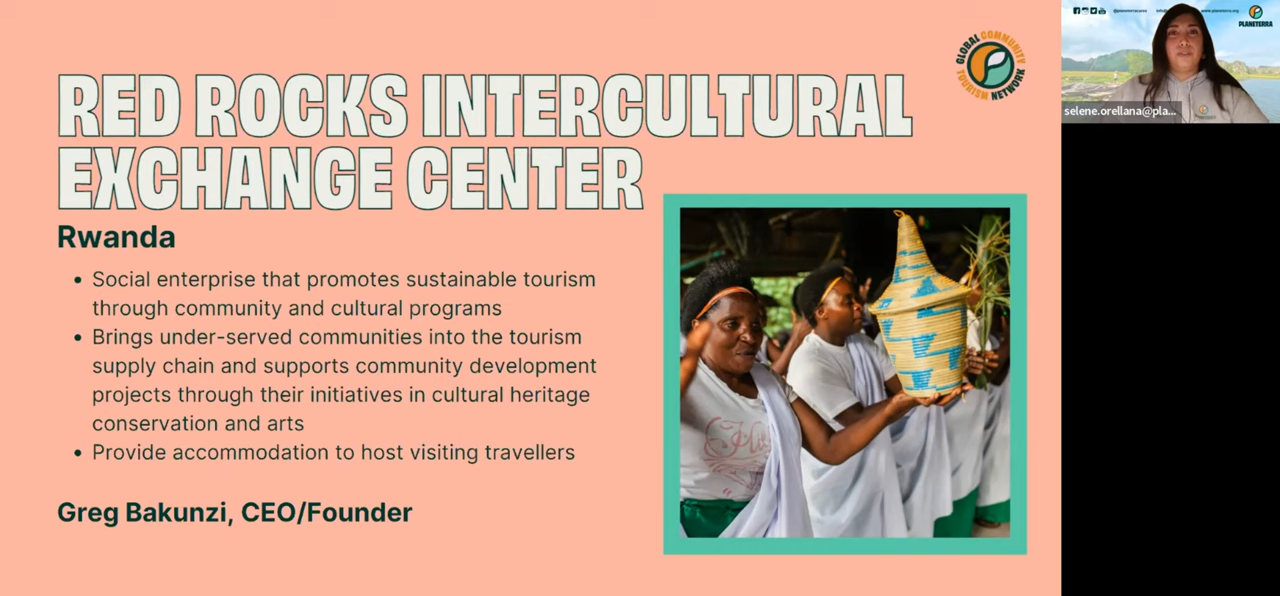 RED ROCKS INTERCULTURAL
EXCHANGE CENTER
Rwanda
• Social enterprise that promotes sustainable tourism
through community and cultural programs
• Brings under-served communities into the tourism
supply chain and supports community development
projects through their initiatives in cultural heritage
conservation and arts
• Provide accommodation to host visiting travellers
Greg Bakunzi, CEO/Founder
GLOBAL COMMUNITY
TOURISM NETWORK
PLANETERRA
selene.orellana@pla...